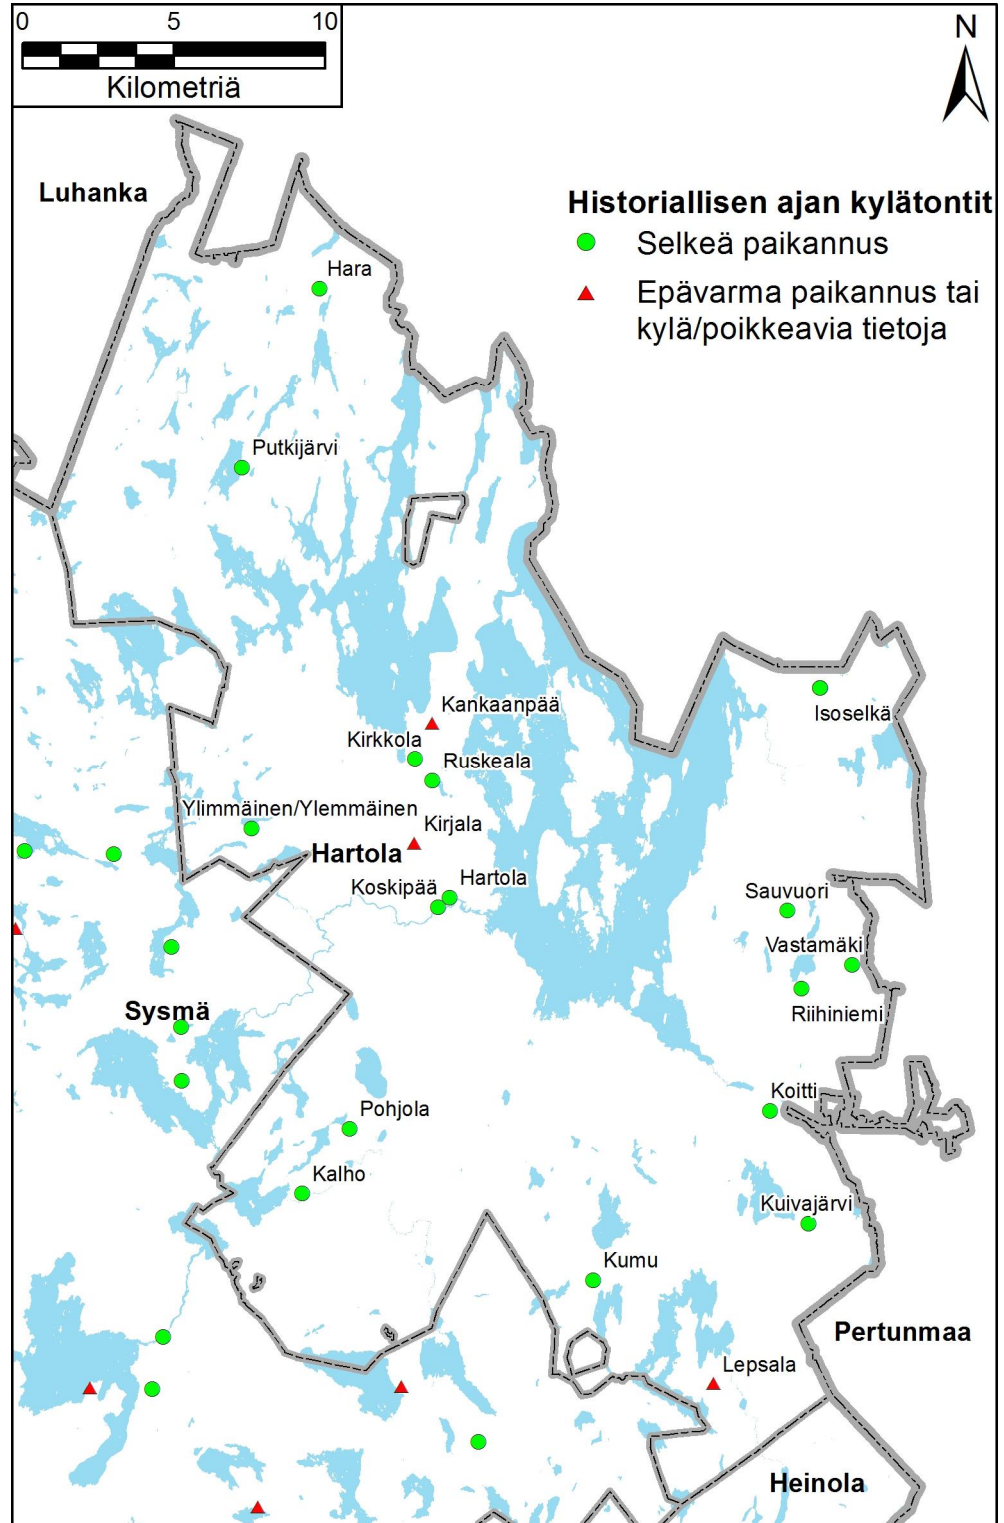 0 5 10
Kilometriä
N
Luhanka
Historiallisen ajan kylätontit
Selkeä paikannus
Epävarma paikannus tai
kylä/poikkeavia tietoja
Hara
Putkijärvi
Kankaanpää
Isoselkä
Kirkkola
Ruskeala
Ylimmäinen/Ylemmäinen
Kirjala
Hartola
Koskipää
Hartola
Sauvuori
Vastamäki
Sysmä
Riihiniemi
Koitti
Pohjola
Kalho
Kuivajärvi
Kumu
Pertunmaa
Lepsala
Heinola